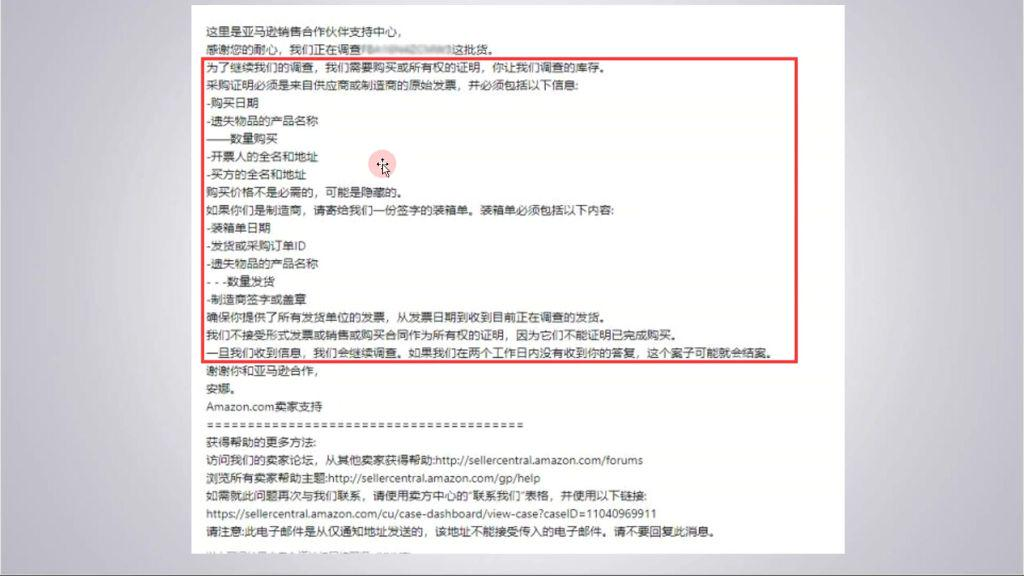 这里是亚马逊销售合作伙伴支持中心，
感谢您的耐心，我们正在调查这批货。
为了继续我们的调查，我们需要购买或所有权的证明，你让我们调查的库存。
采购证明必须是来自供应商或制造商的原始发票，并必须包括以下信息:
-购买日期
-遗失物品的产品名称
——数量购买
-开票人的全名和地址
-买方的全名和地址
购买价格不是必需的，可能是隐藏的。
如果你们是制造商，请寄给我们一份签字的装箱单。装箱单必须包括以下内容:
-装箱单日期
-发货或采购订单ID
-遗失物品的产品名称
- - -数量发货
-制造商签字或盖章
确保你提供了所有发货单位的发票，从发票日期到收到目前正在调查的发货。
我们不接受形式发票或销售或购买合同作为所有权的证明，因为它们不能证明已完成购买。
一旦我们收到信息，我们会继续调查。如果我们在两个工作日内没有收到你的答复，这个案子可能就会结案。
谢谢你和亚马逊合作，
安娜。
Amazon.com卖家支持
=======================================
获得帮助的更多方法:
访问我们的卖家论坛，从其他卖家获得帮助:http://sellercentral.amazon.com/forums
浏览所有卖家帮助主题:http://sellercentral.amazon.com/gp/help
如需就此问题再次与我们联系，请使用卖方中心的“联系我们”表格，并使用以下链接:
https://sellercentral.amazon.com/cu/case-dashboard/view-case?caseID=11040969911
请注意:此电子邮件是从仅通知地址发送的，该地址不能接受传入的电子邮件。请不要回复此消息。